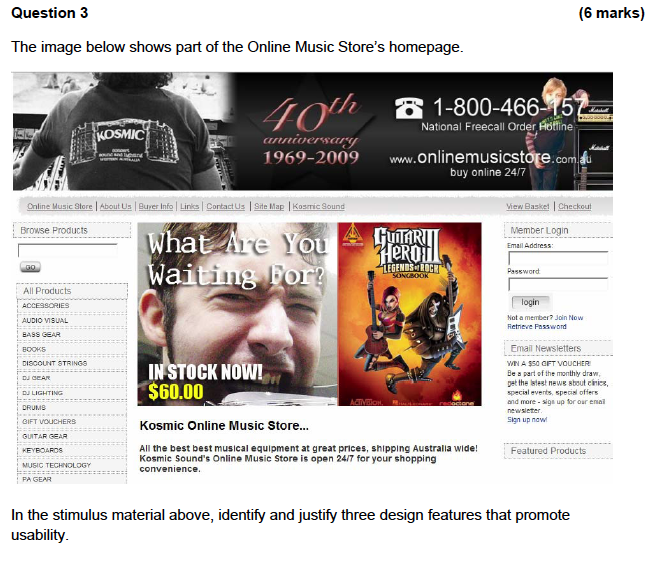 Question 3 (6 marks)
The image below shows part of the Online Music Store's homepage.
KOSMIC
WESTERN AUSTRALIA
40th
anniversary
1969-2009
1-800-466-157
National Freecall Order Hotline
www.onlinemusicstore.com.au
buy online 24/7
Marshall
Online Music Store | About Us | Buyer Info | Links | Contact Us | Site Map | Kosmic Sound
View Basket | Checkout
Browse Products
GO
All Products
ACCESSORIES
AUDIO VISUAL
BASS GEAR
BOOKS
DISCOUNT STRINGS
DJ GEAR
DJ LIGHTING
DRUMS
GIFT VOUCHERS
GUITAR GEAR
KEYBOARDS
MUSIC TECHNOLOGY
PA GEAR
What Are You
Waiting For?
IN STOCK NOW!
$60.00
GUITAR
HERO III
LEGENDS of ROCK
SONGBOOK
ACTIVISION.
redoctane
Kosmic Online Music Store...
All the best best musical equipment at great prices, shipping Australia wide!
Kosmic Sound's Online Music Store is open 24/7 for your shopping
convenience.
Member Login
Email Address:
Password:
login
Not a member? Join Now
Retrieve Password
Email Newsletters
WIN A $50 GIFT VOUCHER!
Be a part of the monthly draw,
get the latest news about clinics,
special events, special offers
and more - sign up for our email
newsletter.
Sign up now!
Featured Products
In the stimulus material above, identify and justify three design features that promote
usability.